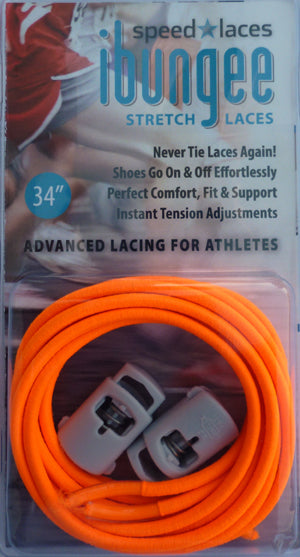 speed★laces
ibungee
STRETCH LACES
34"
Never Tie Laces Again!
Shoes Go On & Off Effortlessly
Perfect Comfort, Fit & Support
Instant Tension Adjustments
ADVANCED LACING FOR ATHLETES